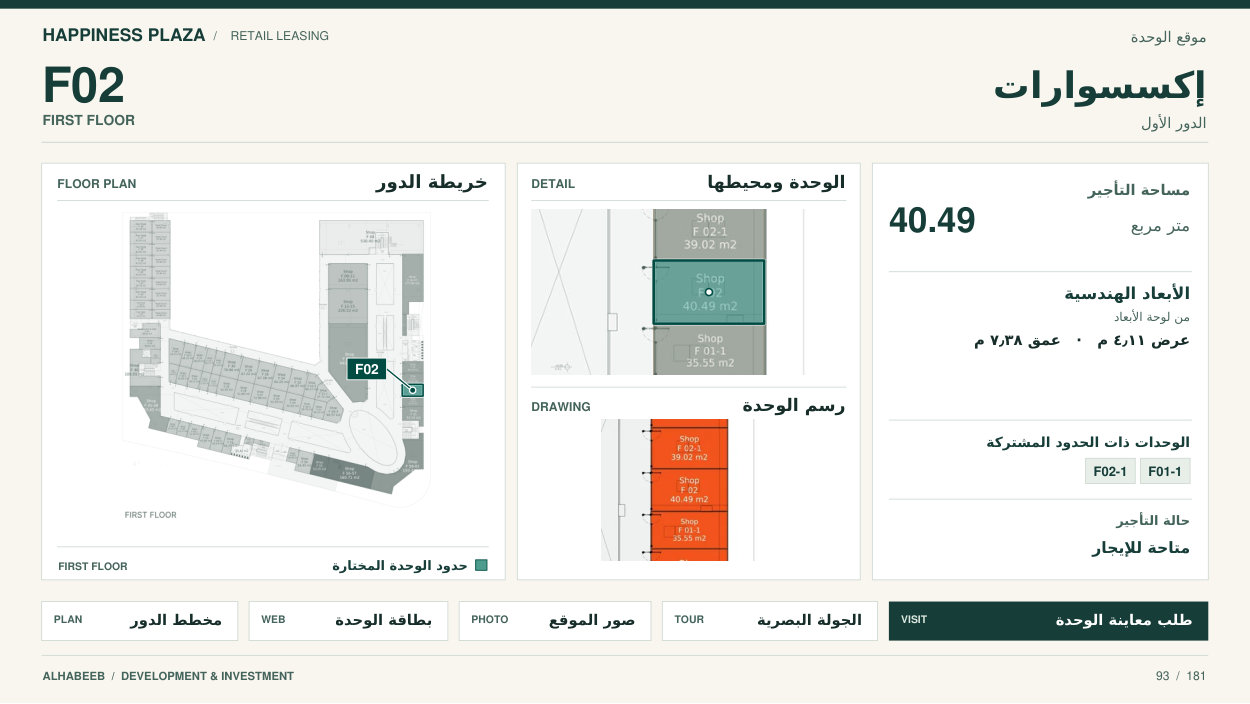 HAPPINESS PLAZA / RETAIL LEASING
موقع الوحدة
F02
إكسسوارات
FIRST FLOOR
الدور الأول
FLOOR PLAN
خريطة الدور
F02
FIRST FLOOR
FIRST FLOOR
حدود الوحدة المختارة
DETAIL
الوحدة ومحيطها
Shop
F 02-1
39.02 m2
Shop
F 02
40.49 m2
Shop
F 01-1
35.55 m2
DRAWING
رسم الوحدة
Shop
F 02-1
39.02 m2
Shop
F 02
40.49 m2
Shop
F 01-1
35.55 m2
مساحة التأجير
40.49
متر مربع
الأبعاد الهندسية
من لوحة الأبعاد
عرض ٤٫١١ م · عمق ٧٫٣٨ م
الوحدات ذات الحدود المشتركة
F01-1
F02-1
حالة التأجير
متاحة للإيجار
PLAN
مخطط الدور
WEB
بطاقة الوحدة
PHOTO
صور الموقع
TOUR
الجولة البصرية
VISIT
طلب معاينة الوحدة
ALHABEEB / DEVELOPMENT & INVESTMENT
93 / 181